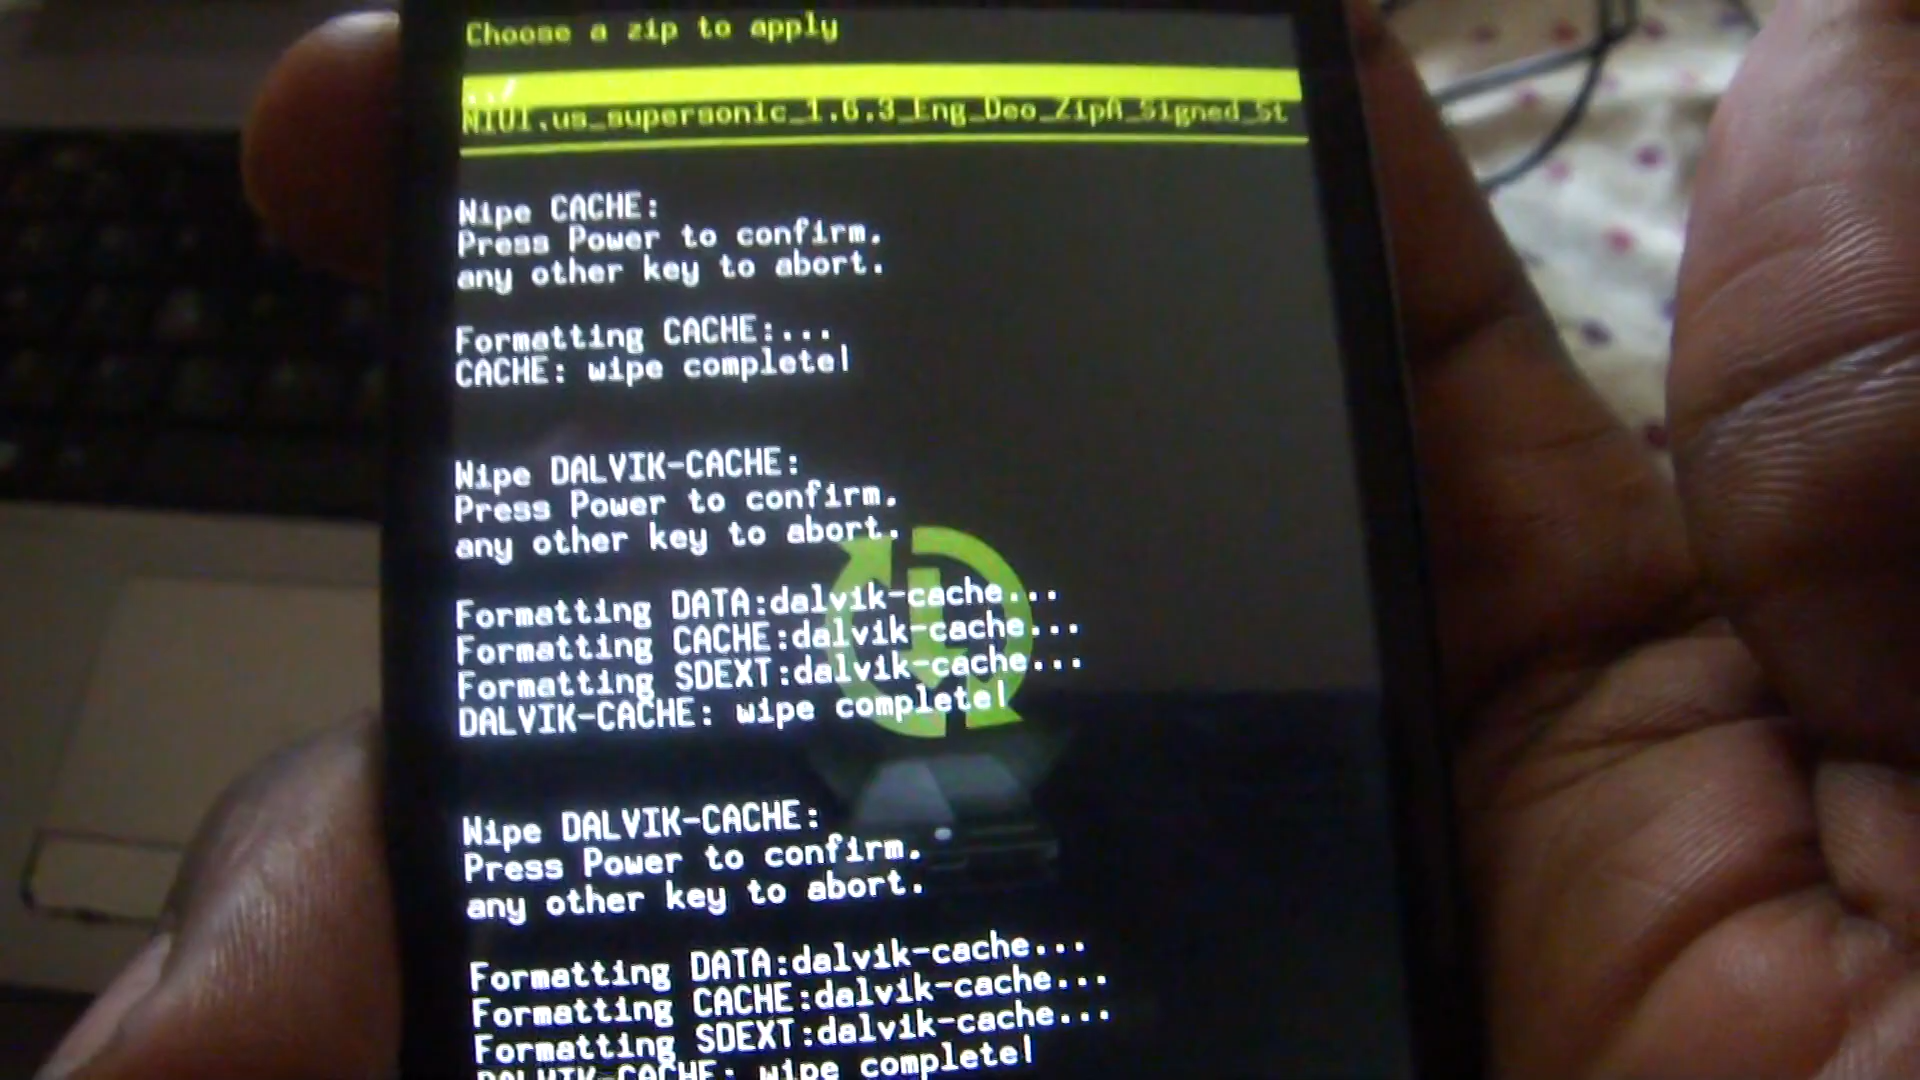 Choose a zip to apply
../
MIUI.us_supersonic_1.6.3_Eng_Deo_ZipA_Signed_St
Wipe CACHE:
Press Power to confirm.
any other key to abort.
Formatting CACHE:...
CACHE: wipe complete!
Wipe DALVIK-CACHE:
Press Power to confirm.
any other key to abort.
Formatting DATA:dalvik-cache...
Formatting CACHE:dalvik-cache...
Formatting SDEXT:dalvik-cache...
DALVIK-CACHE: wipe complete!
Wipe DALVIK-CACHE:
Press Power to confirm.
any other key to abort.
Formatting DATA:dalvik-cache...
Formatting CACHE:dalvik-cache...
Formatting SDEXT:dalvik-cache...
DALVIK-CACHE: wipe complete!